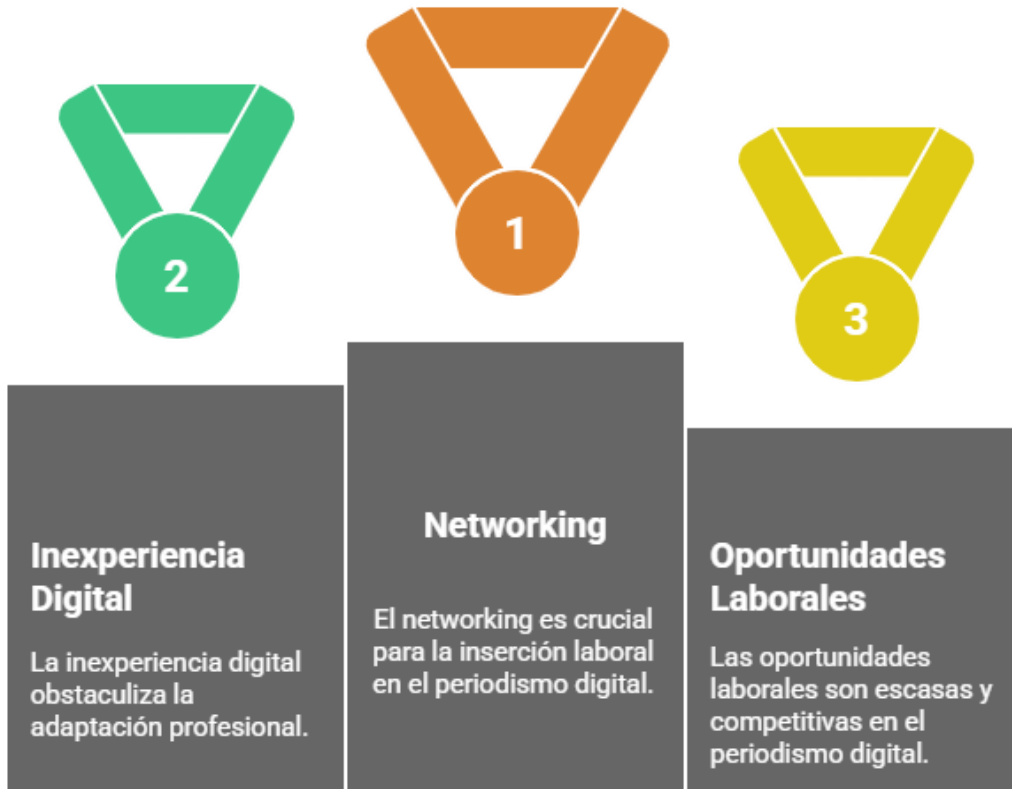 2
Inexperiencia
Digital
La inexperiencia digital
obstaculiza la
adaptación profesional.
1
Networking
El networking es crucial
para la inserción laboral
en el periodismo digital.
3
Oportunidades
Laborales
Las oportunidades
laborales son escasas y
competitivas en el
periodismo digital.